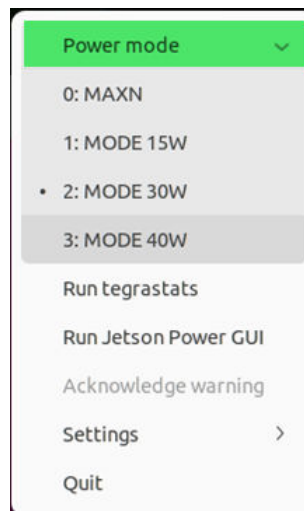 Power mode
0: MAXN
1: MODE 15W
• 2: MODE 30W
3: MODE 40W
Run tegrastats
Run Jetson Power GUI
Acknowledge warning
Settings
Quit